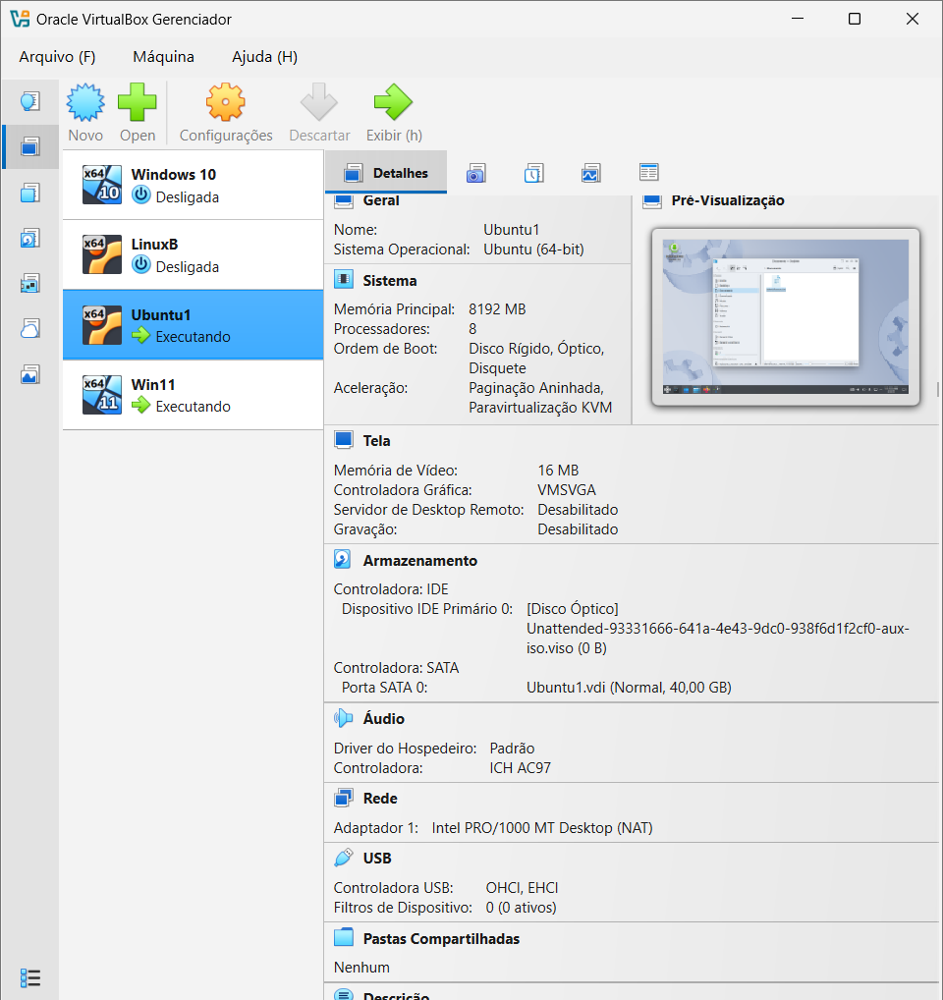 Oracle VirtualBox Gerenciador
Arquivo (F) Máquina Ajuda (H)
Novo Open Configurações Descartar Exibir (h)
x64 10 Windows 10
Desligada
x64 LinuxB
Desligada
x64 Ubuntu1
Executando
x64 11 Win11
Executando
Detalhes
Geral
Nome: Ubuntu1
Sistema Operacional: Ubuntu (64-bit)
Pré-Visualização
Sistema
Memória Principal: 8192 MB
Processadores: 8
Ordem de Boot: Disco Rígido, Óptico,
Disquete
Aceleração: Paginação Aninhada,
Paravirtualização KVM
Tela
Memória de Vídeo: 16 MB
Controladora Gráfica: VMSVGA
Servidor de Desktop Remoto: Desabilitado
Gravação: Desabilitado
Armazenamento
Controladora: IDE
Dispositivo IDE Primário 0: [Disco Óptico]
Unattended-93331666-641a-4e43-9dc0-938f6d1f2cf0-aux-
iso.viso (0 B)
Controladora: SATA
Porta SATA 0: Ubuntu1.vdi (Normal, 40,00 GB)
Áudio
Driver do Hospedeiro: Padrão
Controladora: ICH AC97
Rede
Adaptador 1: Intel PRO/1000 MT Desktop (NAT)
USB
Controladora USB: OHCI, EHCI
Filtros de Dispositivo: 0 (0 ativos)
Pastas Compartilhadas
Nenhum
Descrição